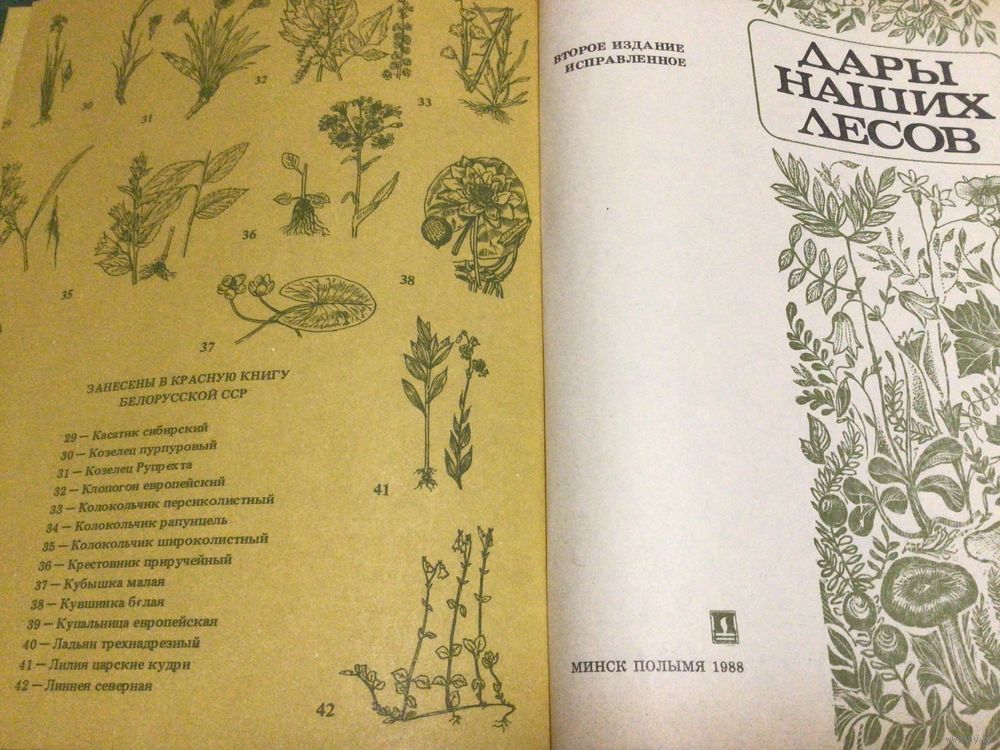 30
31
32
33
35
36
38
37
ЗАНЕСЕНЫ В КРАСНУЮ КНИГУ
БЕЛОРУССКОЙ ССР
29 — Касатик сибирский
30 — Козелец пурпуровый
31 — Козелец Рупрехта
32 — Клопогон европейский
33 — Колокольчик персиколистный
34 — Колокольчик рапунцель
35 — Колокольчик широколистный
36 — Крестовник приручейный
37 — Кубышка малая
38 — Кувшинка белая
39 — Купальница европейская
40 — Ладьян трехнадрезный
41 — Лилия царские кудри
42 — Линнея северная
41
42
ВТОРОЕ ИЗДАНИЕ
ИСПРАВЛЕННОЕ
ДАРЫ
НАШИХ
ЛЕСОВ
МИНСК ПОЛЫМЯ 1988